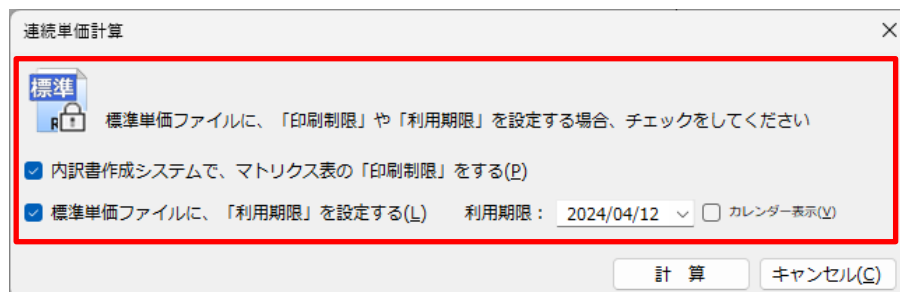 連続単価計算
標準
R
標準単価ファイルに、「印刷制限」や「利用期限」を設定する場合、チェックをしてください
内訳書作成システムで、マトリクス表の「印刷制限」をする(P)
標準単価ファイルに、「利用期限」を設定する(L) 利用期限： 2024/04/12 カレンダー表示(V)
計 算 キャンセル(C)